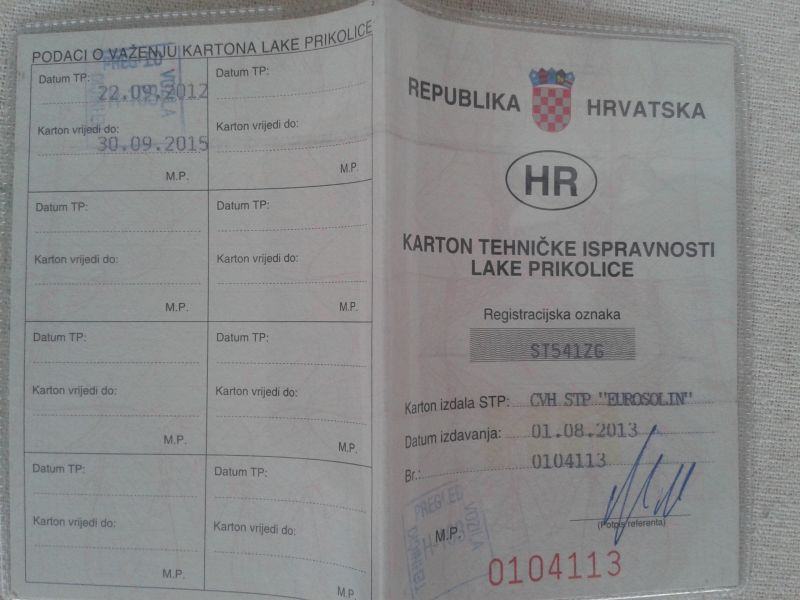 PODACI O VAŽENJU KARTONA LAKE PRIKOLICE
Datum TP:
22.09.2012
Karton vrijedi do:
30.09.2015
M.P.
Datum TP:
Karton vrijedi do:
M.P.
Datum TP:
Karton vrijedi do:
M.P.
Datum TP:
Karton vrijedi do:
M.P.
Datum TP:
Karton vrijedi do:
M.P.
Datum TP:
Karton vrijedi do:
M.P.
Datum TP:
Karton vrijedi do:
M.P.
Datum TP:
Karton vrijedi do:
M.P.
REPUBLIKA HRVATSKA
HR
KARTON TEHNIČKE ISPRAVNOSTI
LAKE PRIKOLICE
Registracijska oznaka
ST541ZG
Karton izdala STP: CVH STP "EUROSOLIN"
Datum izdavanja: 01.08.2013
Br.: 0104113
PREGLED
VOZILA
M.P.
(Potpis referenta)
0104113